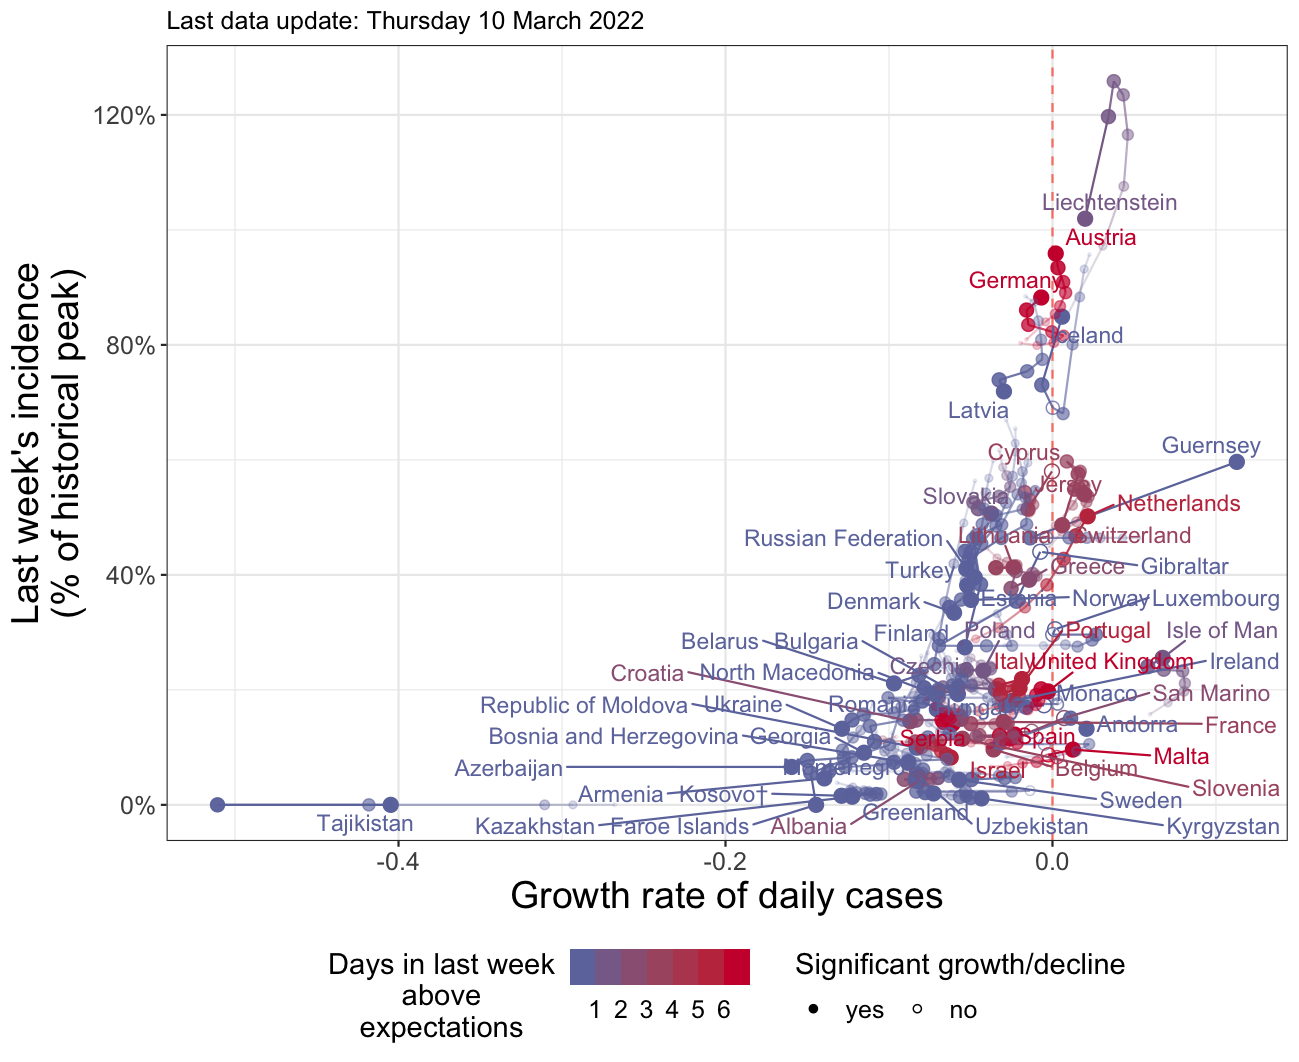 Last data update: Thursday 10 March 2022
Last week's incidence
(% of historical peak)
120%
80%
40%
0%
Liechtenstein
Austria
Germany
Iceland
Latvia
Guernsey
Cyprus
Jersey
Slovakia
Netherlands
Lithuania
Switzerland
Russian Federation
Turkey
Greece
Gibraltar
Denmark
Estonia
Norway
Luxembourg
Finland
Poland
Portugal
Isle of Man
Belarus
Bulgaria
Czechia
Italy
United Kingdom
Ireland
Croatia
North Macedonia
Monaco
San Marino
Republic of Moldova
Ukraine
Romania
Hungary
Andorra
France
Bosnia and Herzegovina
Georgia
Serbia
Spain
Malta
Azerbaijan
Montenegro
Israel
Belgium
Slovenia
Armenia
Kosovo†
Sweden
Tajikistan
Kazakhstan
Faroe Islands
Albania
Greenland
Uzbekistan
Kyrgyzstan
-0.4
-0.2
0.0
Growth rate of daily cases
Days in last week
above
expectations
1 2 3 4 5 6
Significant growth/decline
yes
no